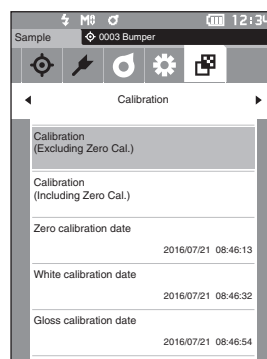 M0 12:34
Sample 0003 Bumper
Calibration
Calibration
(Excluding Zero Cal.)
Calibration
(Including Zero Cal.)
Zero calibration date
2016/07/21 08:46:13
White calibration date
2016/07/21 08:46:32
Gloss calibration date
2016/07/21 08:46:54